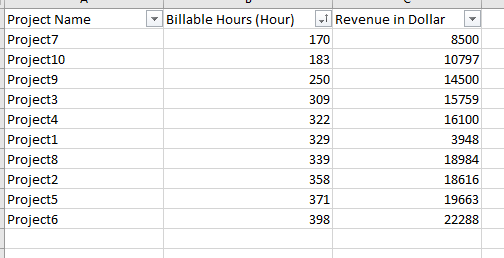 Project Name Billable Hours (Hour) Revenue in Dollar
Project7 170 8500
Project10 183 10797
Project9 250 14500
Project3 309 15759
Project4 322 16100
Project1 329 3948
Project8 339 18984
Project2 358 18616
Project5 371 19663
Project6 398 22288